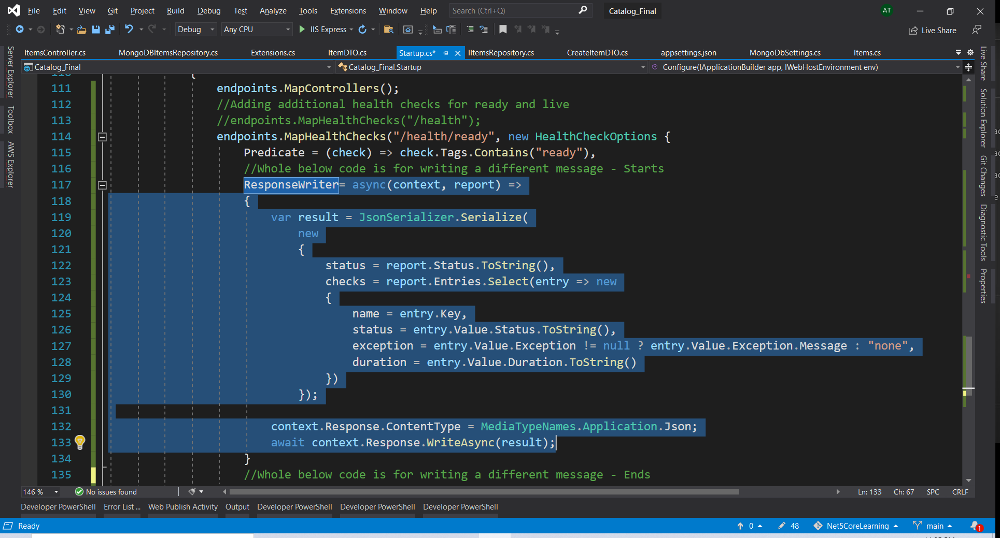 File Edit View Git Project Build Debug Test Analyze Tools Extensions Window Help Search (Ctrl+Q) Catalog_Final AT
Debug Any CPU IIS Express Live Share
ItemsController.cs MongoDBItemsRepository.cs Extensions.cs ItemDTO.cs Startup.cs* IItemsRepository.cs CreateItemDTO.cs appsettings.json MongoDbSettings.cs Items.cs
Catalog_Final Catalog_Final.Startup Configure(IApplicationBuilder app, IWebHostEnvironment env)
Server Explorer
Toolbox
AWS Explorer
110 {
111 endpoints.MapControllers();
112 //Adding additional health checks for ready and live
113 //endpoints.MapHealthChecks("/health");
114 endpoints.MapHealthChecks("/health/ready", new HealthCheckOptions {
115 Predicate = (check) => check.Tags.Contains("ready"),
116 //Whole below code is for writing a different message - Starts
117 ResponseWriter= async(context, report) =>
118 {
119 var result = JsonSerializer.Serialize(
120 new
121 {
122 status = report.Status.ToString(),
123 checks = report.Entries.Select(entry => new
124 {
125 name = entry.Key,
126 status = entry.Value.Status.ToString(),
127 exception = entry.Value.Exception != null ? entry.Value.Exception.Message : "none",
128 duration = entry.Value.Duration.ToString()
129 })
130 });
131
132 context.Response.ContentType = MediaTypeNames.Application.Json;
133 await context.Response.WriteAsync(result);
134 }
135 //Whole below code is for writing a different message - Ends
Live Share
Solution Explorer
Git Changes
Diagnostic Tools
Properties
146 % No issues found Ln: 133 Ch: 67 SPC CRLF
Developer PowerShell Error List ... Web Publish Activity Output Developer PowerShell Developer PowerShell Developer PowerShell
Ready 0 48 Net5CoreLearning main 1